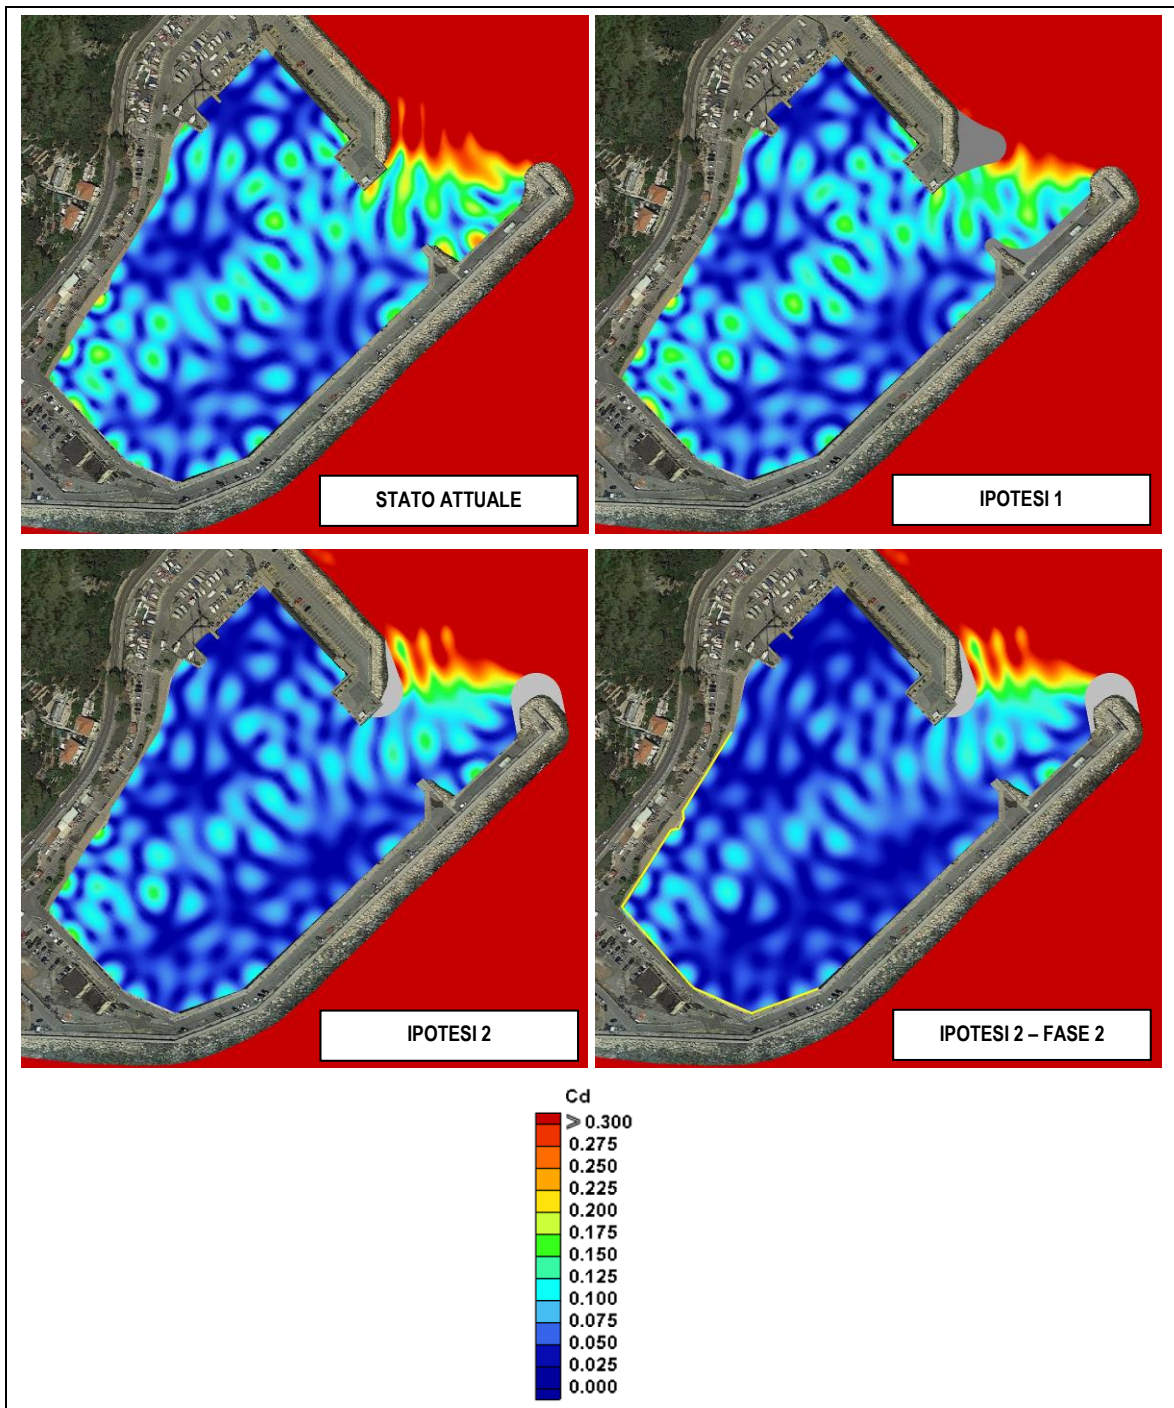 STATO ATTUALE
IPOTESI 1
IPOTESI 2
IPOTESI 2 – FASE 2
Cd
⩾ 0.300
0.275
0.250
0.225
0.200
0.175
0.150
0.125
0.100
0.075
0.050
0.025
0.000